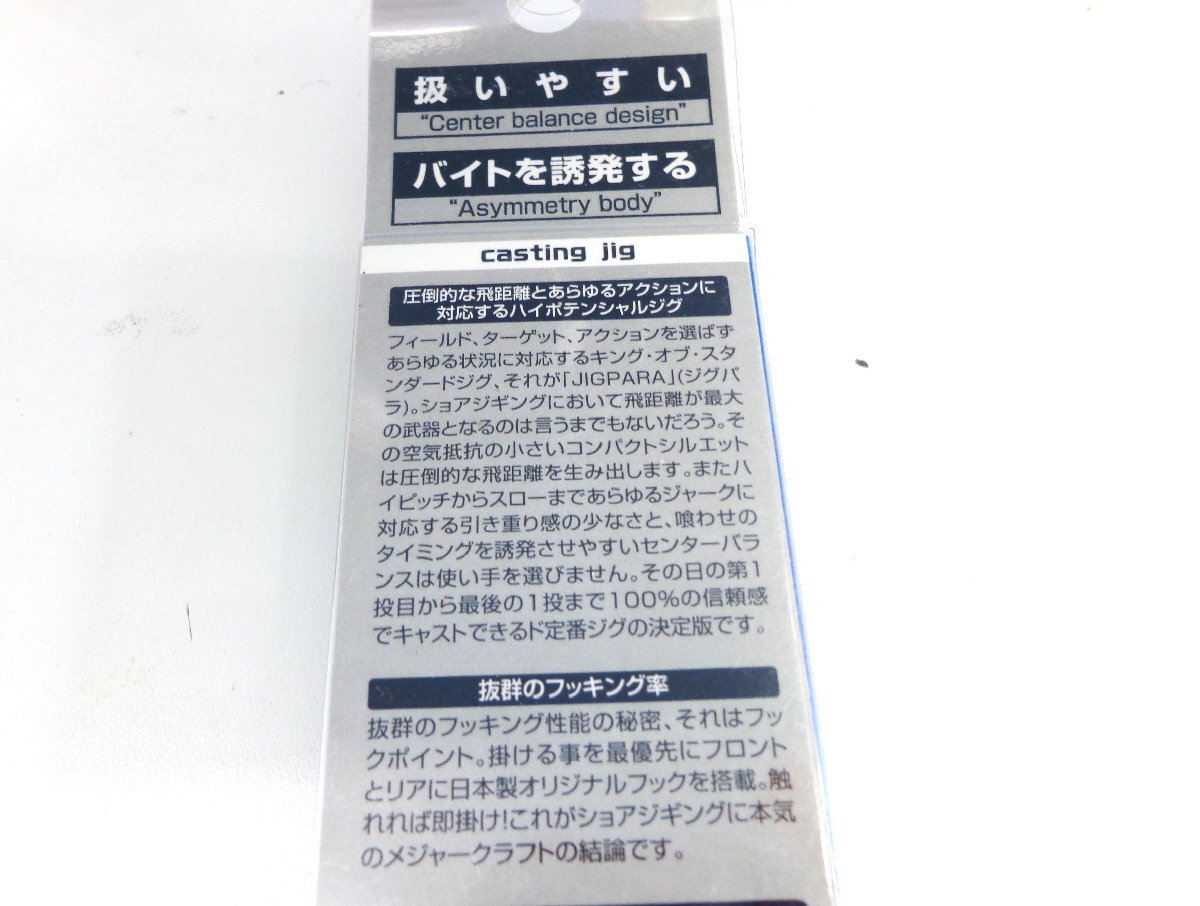 扱いやすい
"Center balance design"
バイトを誘発する
"Asymmetry body"
casting jig
圧倒的な飛距離とあらゆるアクションに
対応するハイポテンシャルジグ
フィールド、ターゲット、アクションを選ばず
あらゆる状況に対応するキング・オブ・スタ
ンダードジグ、それが「JIGPARA」(ジグパ
ラ)。ショアジギングにおいて飛距離が最大
の武器となるのは言うまでもないだろう。そ
の空気抵抗の小さいコンパクトシルエット
は圧倒的な飛距離を生み出します。またハ
イピッチからスローまであらゆるジャークに
対応する引き重り感の少なさと、喰わせの
タイミングを誘発させやすいセンターバラ
ンスは使い手を選びません。その日の第1
投目から最後の1投まで100%の信頼感
でキャストできるド定番ジグの決定版です。
抜群のフッキング率
抜群のフッキング性能の秘密、それはフッ
クポイント。掛ける事を最優先にフロント
とリアに日本製オリジナルフックを搭載。触
れれば即掛け!これがショアジギングに本気
のメジャークラフトの結論です。